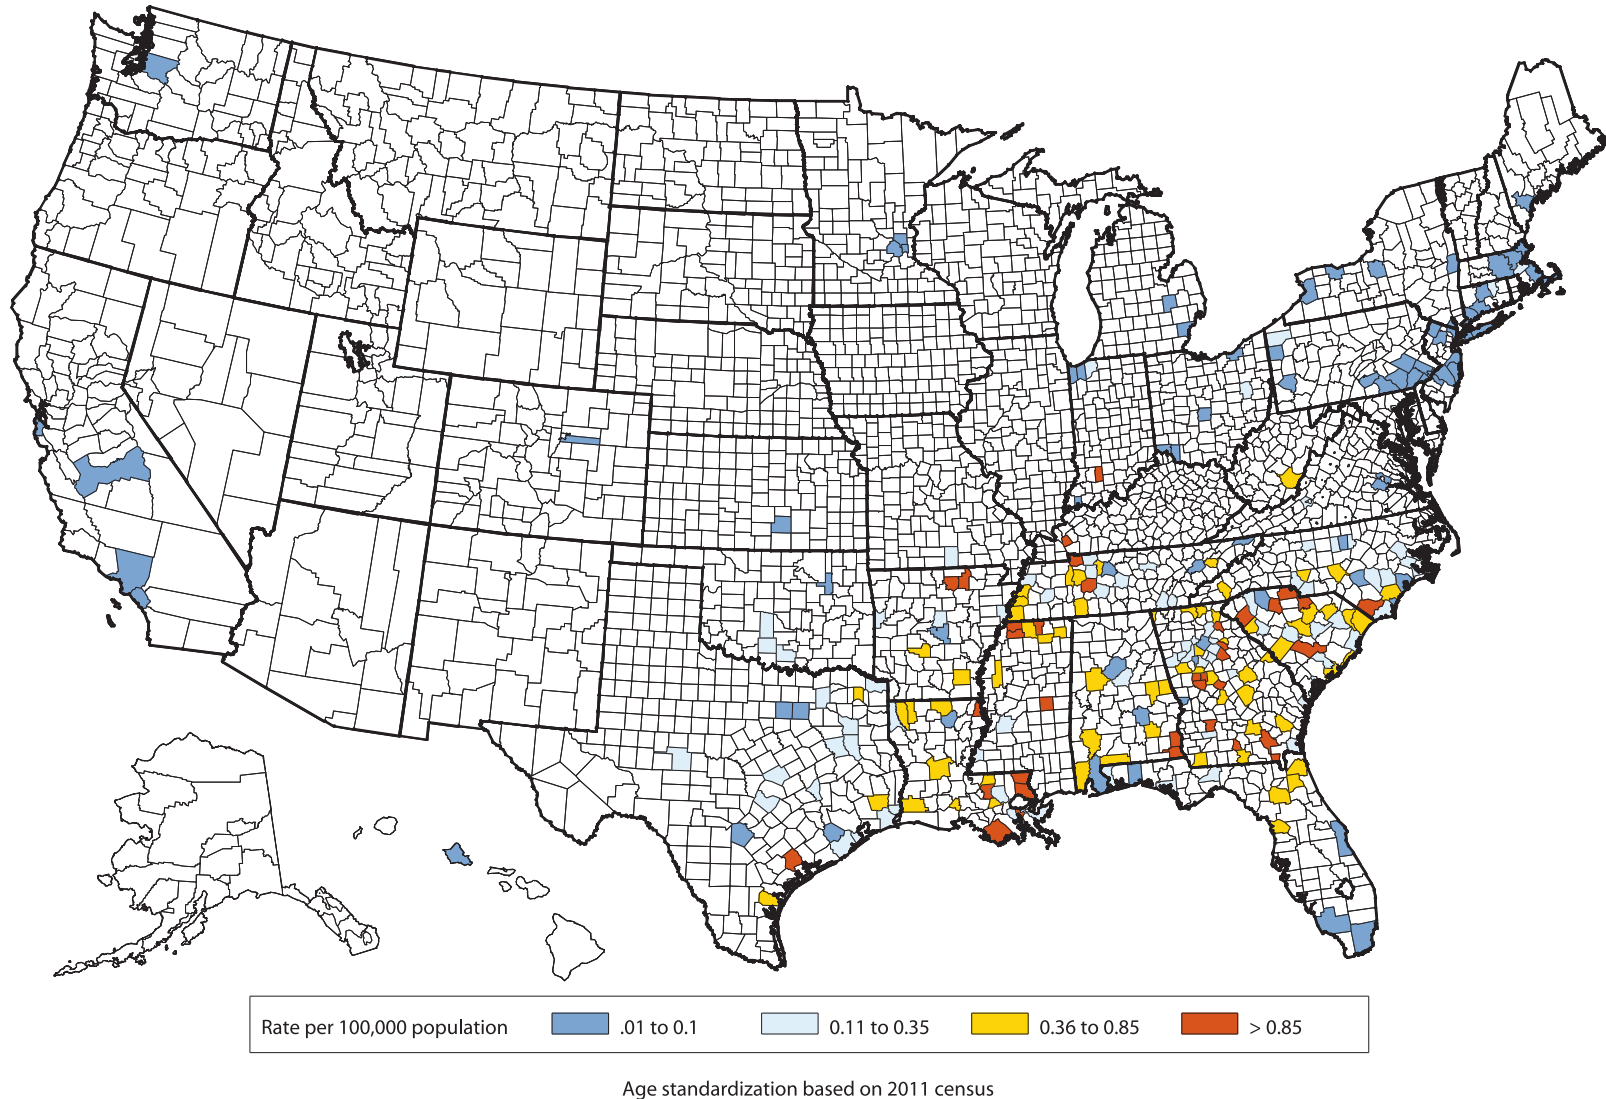 Rate per 100,000 population .01 to 0.1 0.11 to 0.35 0.36 to 0.85 > 0.85
Age standardization based on 2011 census